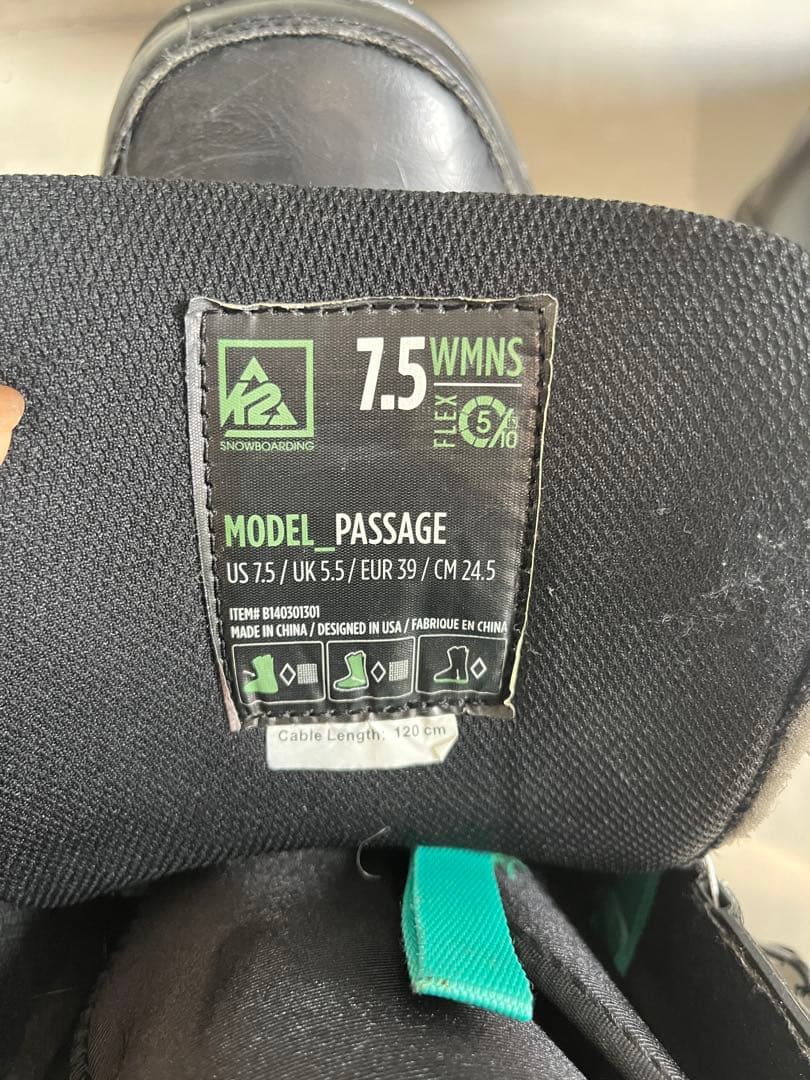 K2
SNOWBOARDING
7.5 WMNS
FLEX 5/10
MODEL_PASSAGE
US 7.5 / UK 5.5 / EUR 39 / CM 24.5
ITEM# B140301301
MADE IN CHINA / DESIGNED IN USA / FABRIQUE EN CHINA
Cable Length: 120 cm